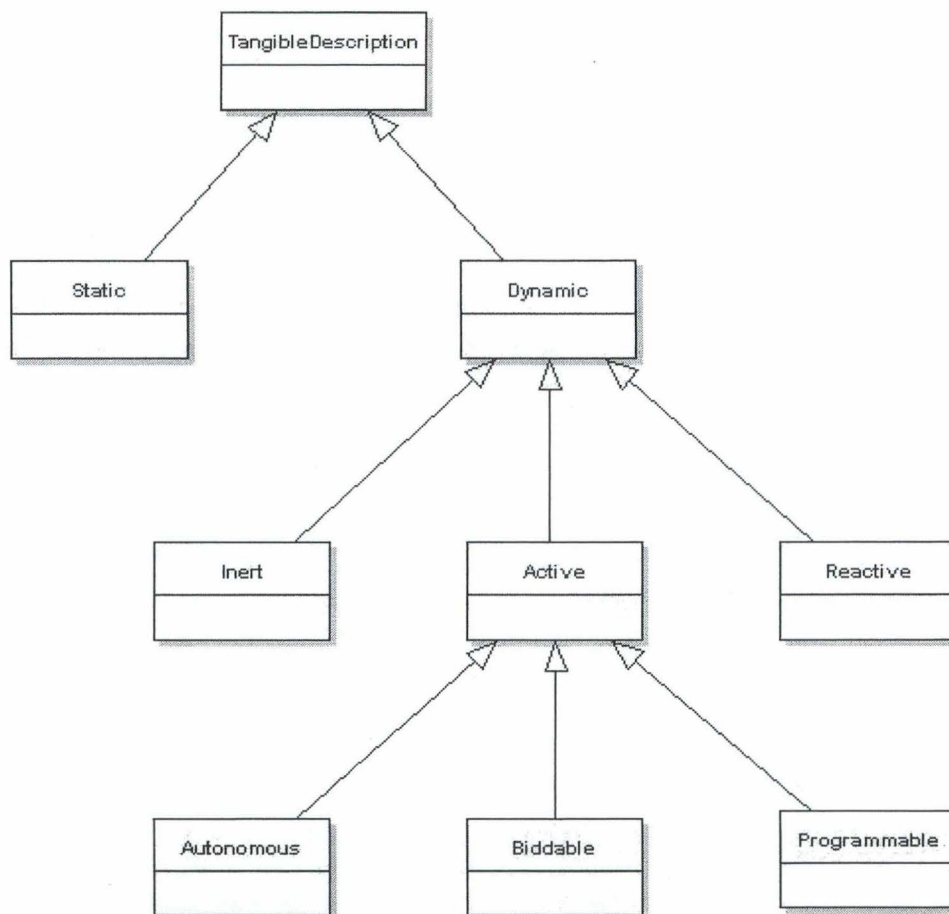 TangibleDescription
Static
Dynamic
Inert
Active
Reactive
Autonomous
Biddable
Programmable